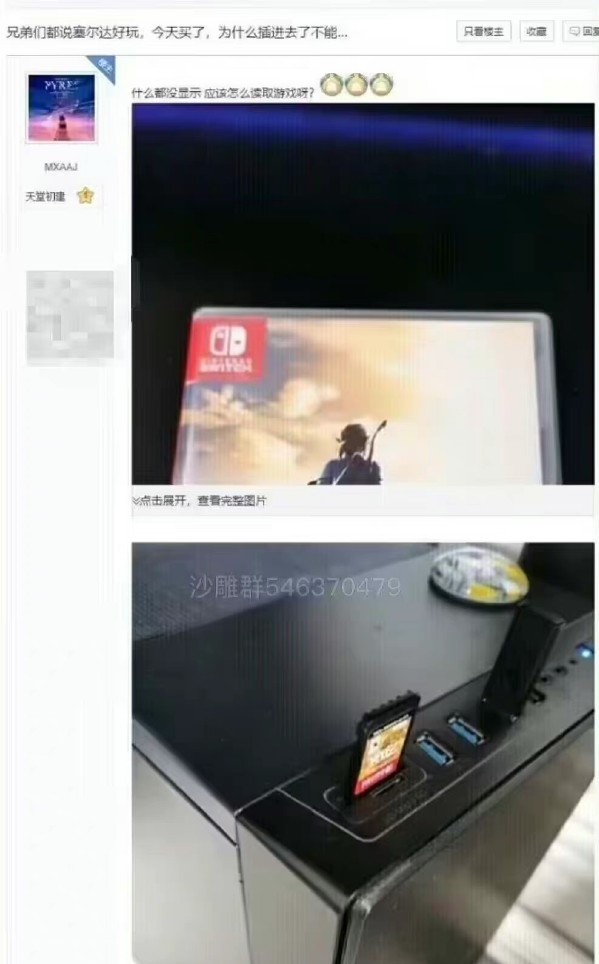 兄弟们都说塞尔达好玩，今天买了，为什么插进去了不能...
只看楼主
收藏
回复
楼主
PYRE
MXAAJ
天堂初建
什么都没显示 应该怎么读取游戏呀？
点击展开，查看完整图片
沙雕群546370479